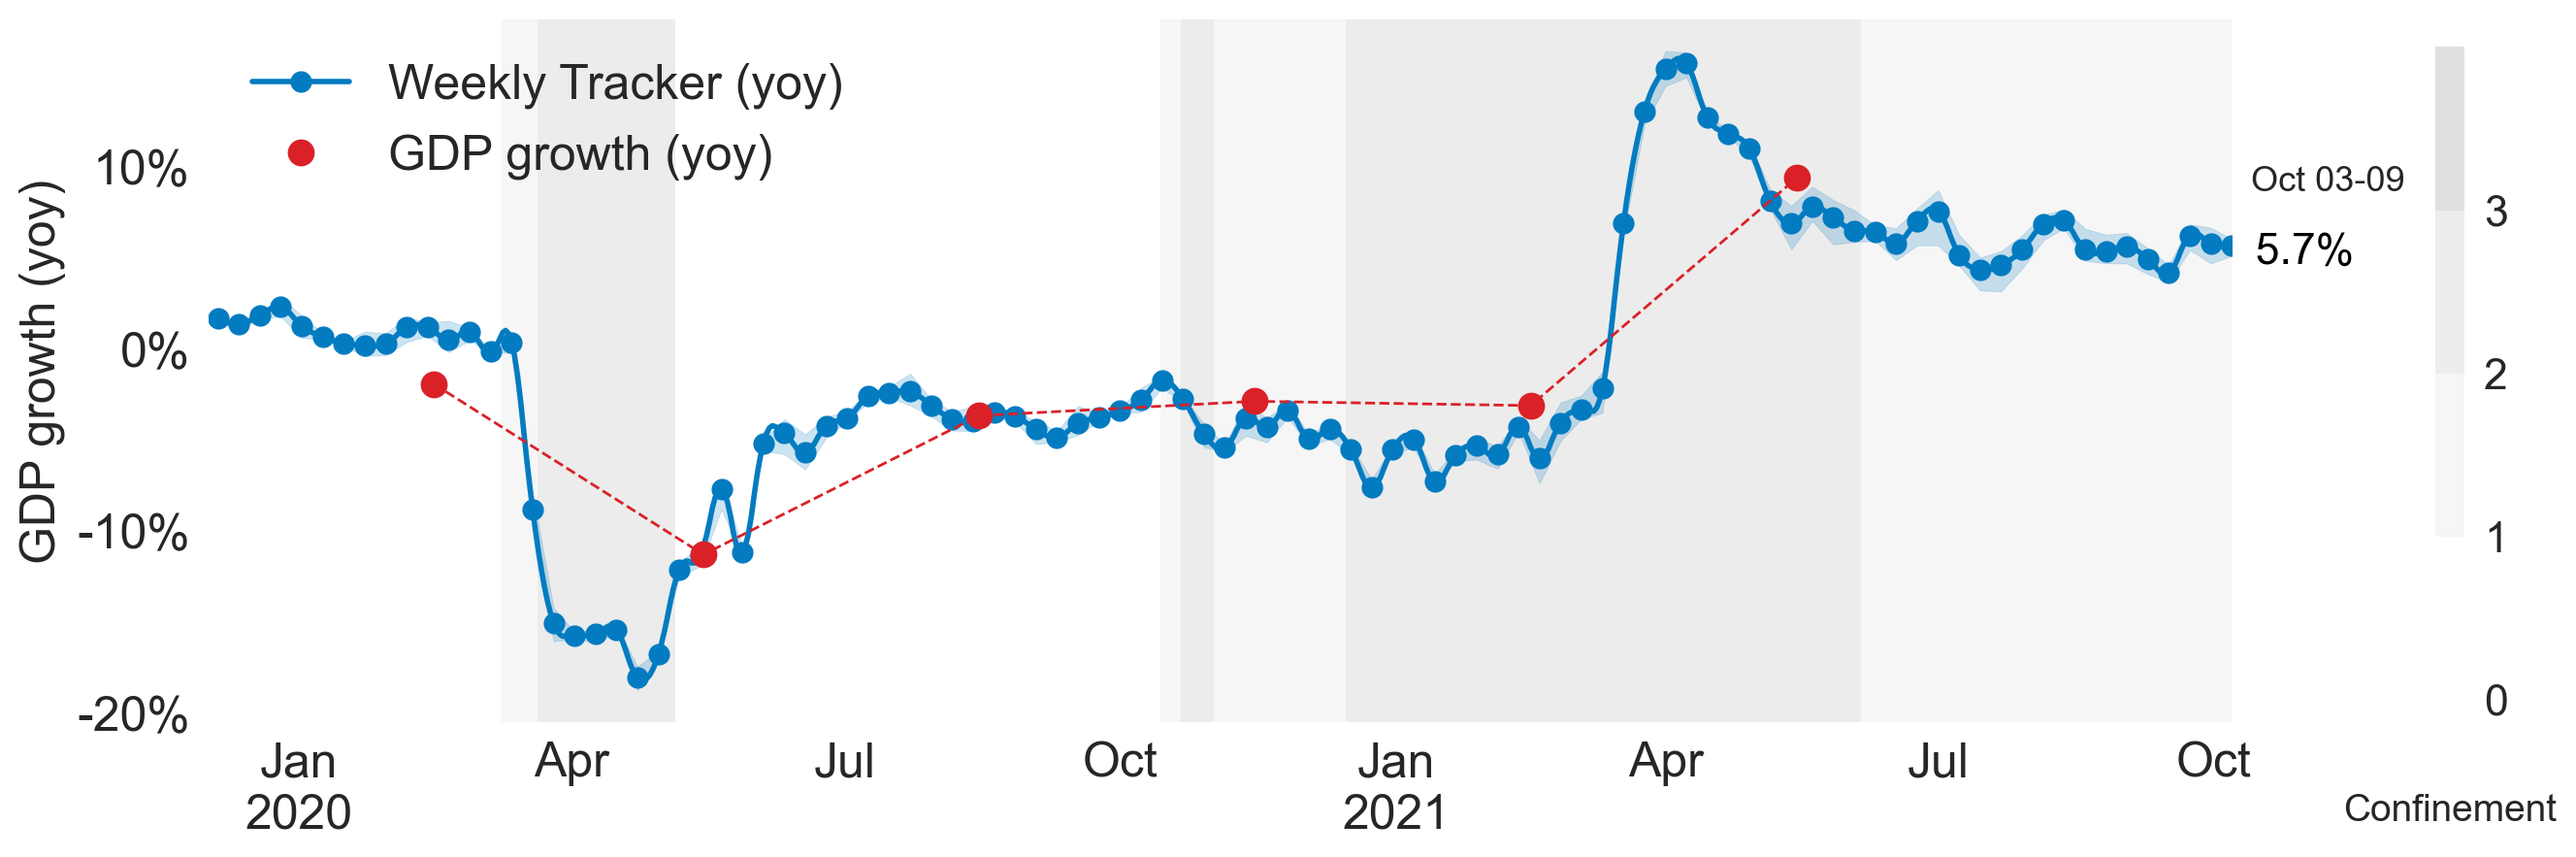 Weekly Tracker (yoy)
GDP growth (yoy)
GDP growth (yoy)
10%
0%
-10%
-20%
Jan
2020
Apr
Jul
Oct
Jan
2021
Apr
Jul
Oct
Oct 03-09
5.7%
3
2
1
0
Confinement